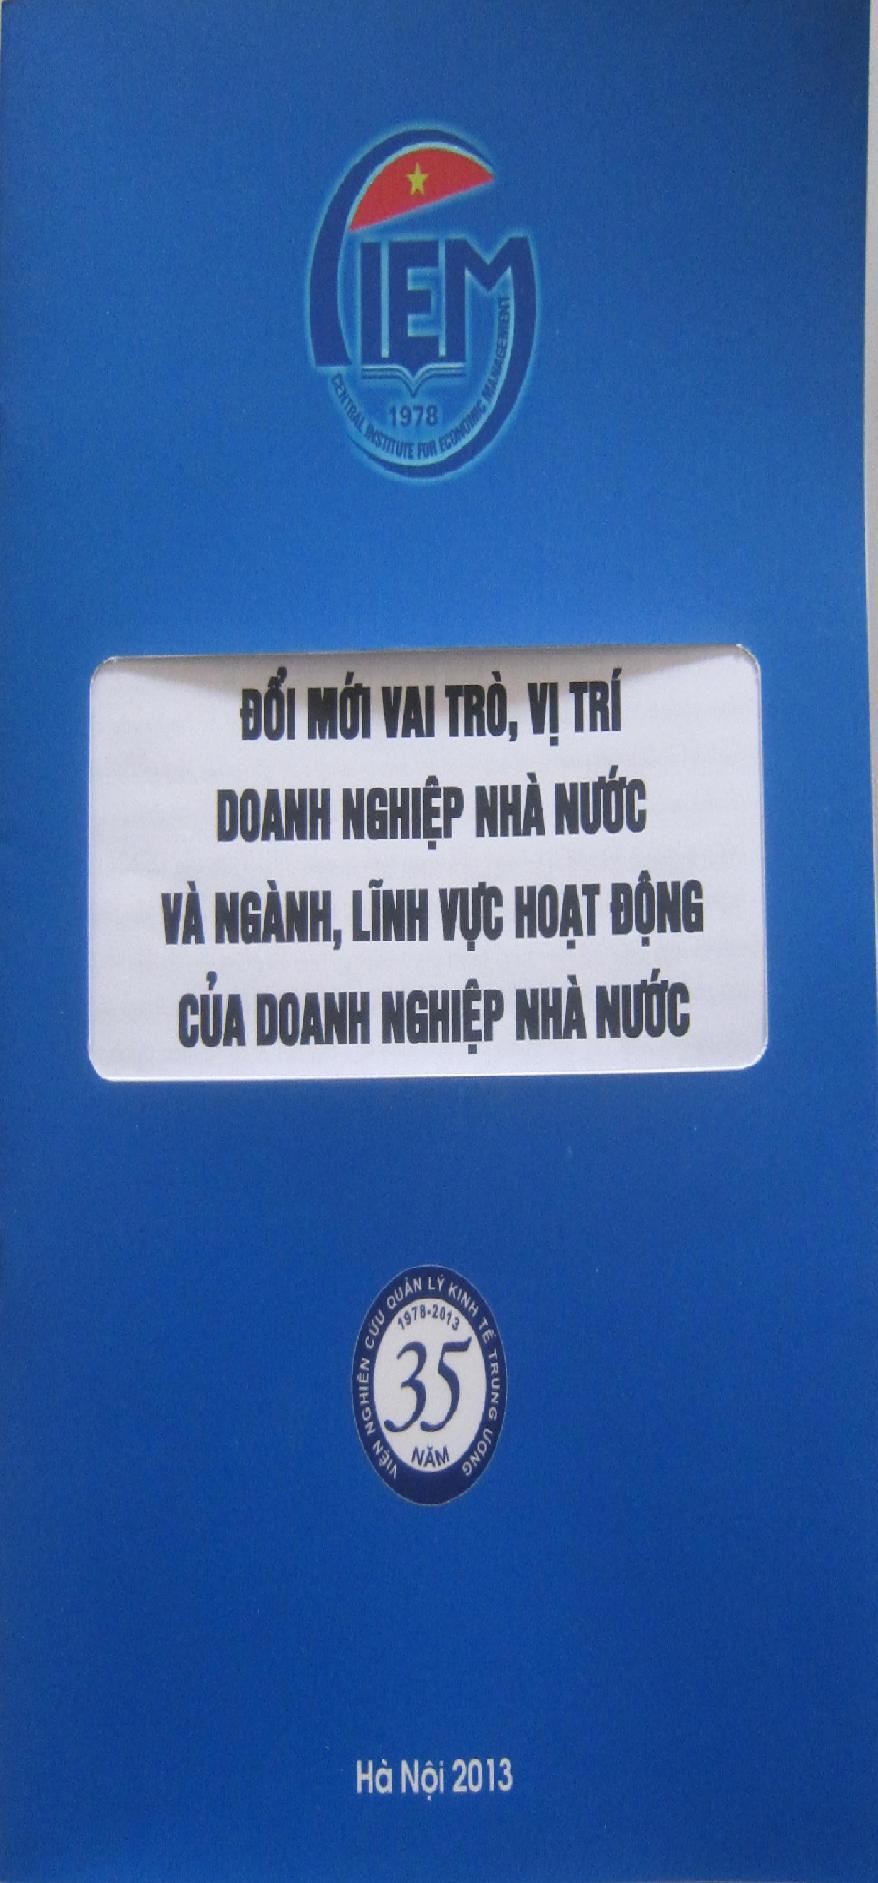 CIEM
1978
CENTRAL INSTITUTE FOR ECONOMIC MANAGEMENT
ĐỔI MỚI VAI TRÒ, VỊ TRÍ
DOANH NGHIỆP NHÀ NƯỚC
VÀ NGÀNH, LĨNH VỰC HOẠT ĐỘNG
CỦA DOANH NGHIỆP NHÀ NƯỚC
VIỆN NGHIÊN CỨU QUẢN LÝ KINH TẾ TRUNG ƯƠNG
1978-2013
35
NĂM
Hà Nội 2013